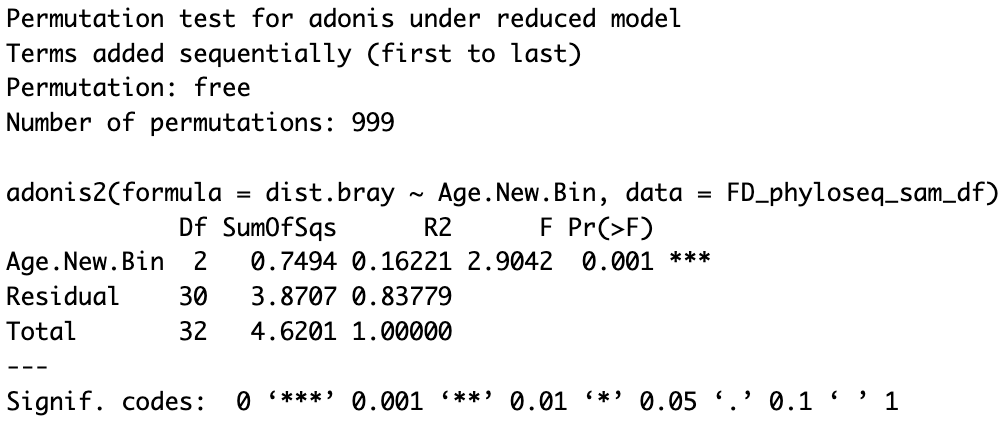 Permutation test for adonis under reduced model
Terms added sequentially (first to last)
Permutation: free
Number of permutations: 999
adonis2(formula = dist.bray ~ Age.New.Bin, data = FD_phyloseq_sam_df)
Df SumOfSqs R2 F Pr(>F)
Age.New.Bin 2 0.7494 0.16221 2.9042 0.001 ***
Residual 30 3.8707 0.83779
Total 32 4.6201 1.00000
---
Signif. codes: 0 ‘***’ 0.001 ‘**’ 0.01 ‘*’ 0.05 ‘.’ 0.1 ‘ ’ 1